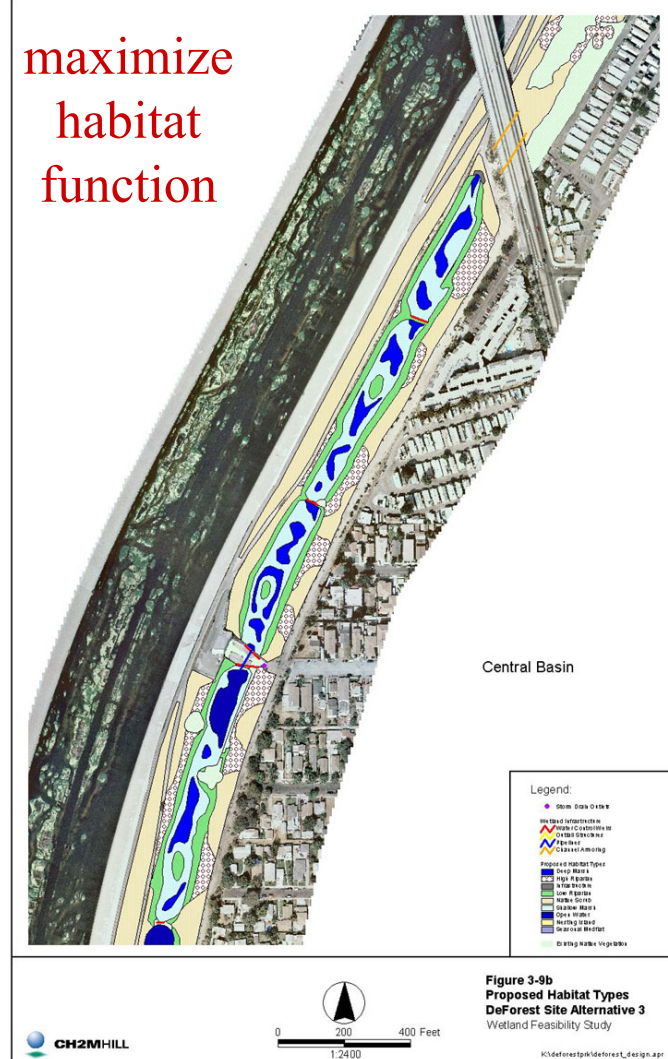 maximize
habitat
function
Central Basin
Legend:
Storm Drain Outlets
Wetland Infrastructure
Water Control Weirs
Outfall Structures
Pipelines
Channel Armoring
Proposed Habitat Types
Deep Marsh
High Riparian
Infrastructure
Low Riparian
Native Scrub
Shallow Marsh
Open Water
Nesting Island
Seasonal Mudflat
Existing Native Vegetation
CH2MHILL
0 200 400 Feet
1:2400
Figure 3-9b
Proposed Habitat Types
DeForest Site Alternative 3
Wetland Feasibility Study
K:\deforestprk\deforest_design.apr